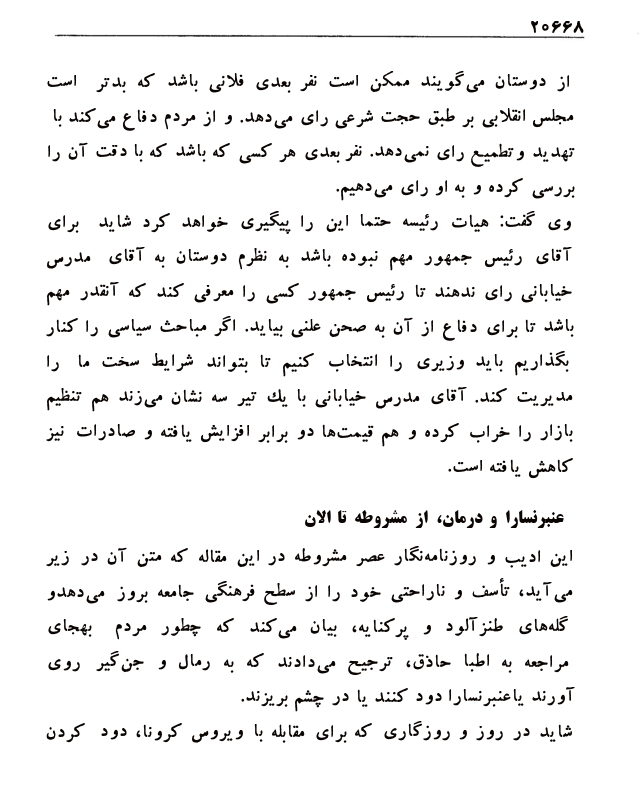 ۲۰۶۶۸
از دوستان می‌گویند ممکن است نفر بعدی فلانی باشد که بدتر است
مجلس انقلابی بر طبق حجت شرعی رای می‌دهد. و از مردم دفاع می‌کند با
تهدید و تطمیع رای نمی‌دهد. نفر بعدی هر کسی که باشد که با دقت آن را
بررسی کرده و به او رای می‌دهیم.
وی گفت: هیات رئیسه حتما این را پیگیری خواهد کرد شاید برای
آقای رئیس جمهور مهم نبوده باشد به نظرم دوستان به آقای مدرس
خیابانی رای ندهند تا رئیس جمهور کسی را معرفی کند که آنقدر مهم
باشد تا برای دفاع از آن به صحن علنی بیاید. اگر مباحث سیاسی را کنار
بگذاریم باید وزیری را انتخاب کنیم تا بتواند شرایط سخت ما را
مدیریت کند. آقای مدرس خیابانی با یك تیر سه نشان می‌زند هم تنظیم
بازار را خراب کرده و هم قیمت‌ها دو برابر افزایش یافته و صادرات نیز
کاهش یافته است.
عنبرنسارا و درمان، از مشروطه تا الان
این ادیب و روزنامه‌نگار عصر مشروطه در این مقاله که متن آن در زیر
می‌آید، تأسف و ناراحتی خود را از سطح فرهنگی جامعه بروز می‌دهدو
گله‌های طنزآلود و پرکنایه، بیان می‌کند که چطور مردم بهجای
مراجعه به اطبا حاذق، ترجیح می‌دادند که به رمال و جن‌گیر روی
آورند یاعنبرنسارا دود کنند یا در چشم بریزند.
شاید در روز و روزگاری که برای مقابله با ویروس کرونا، دود کردن